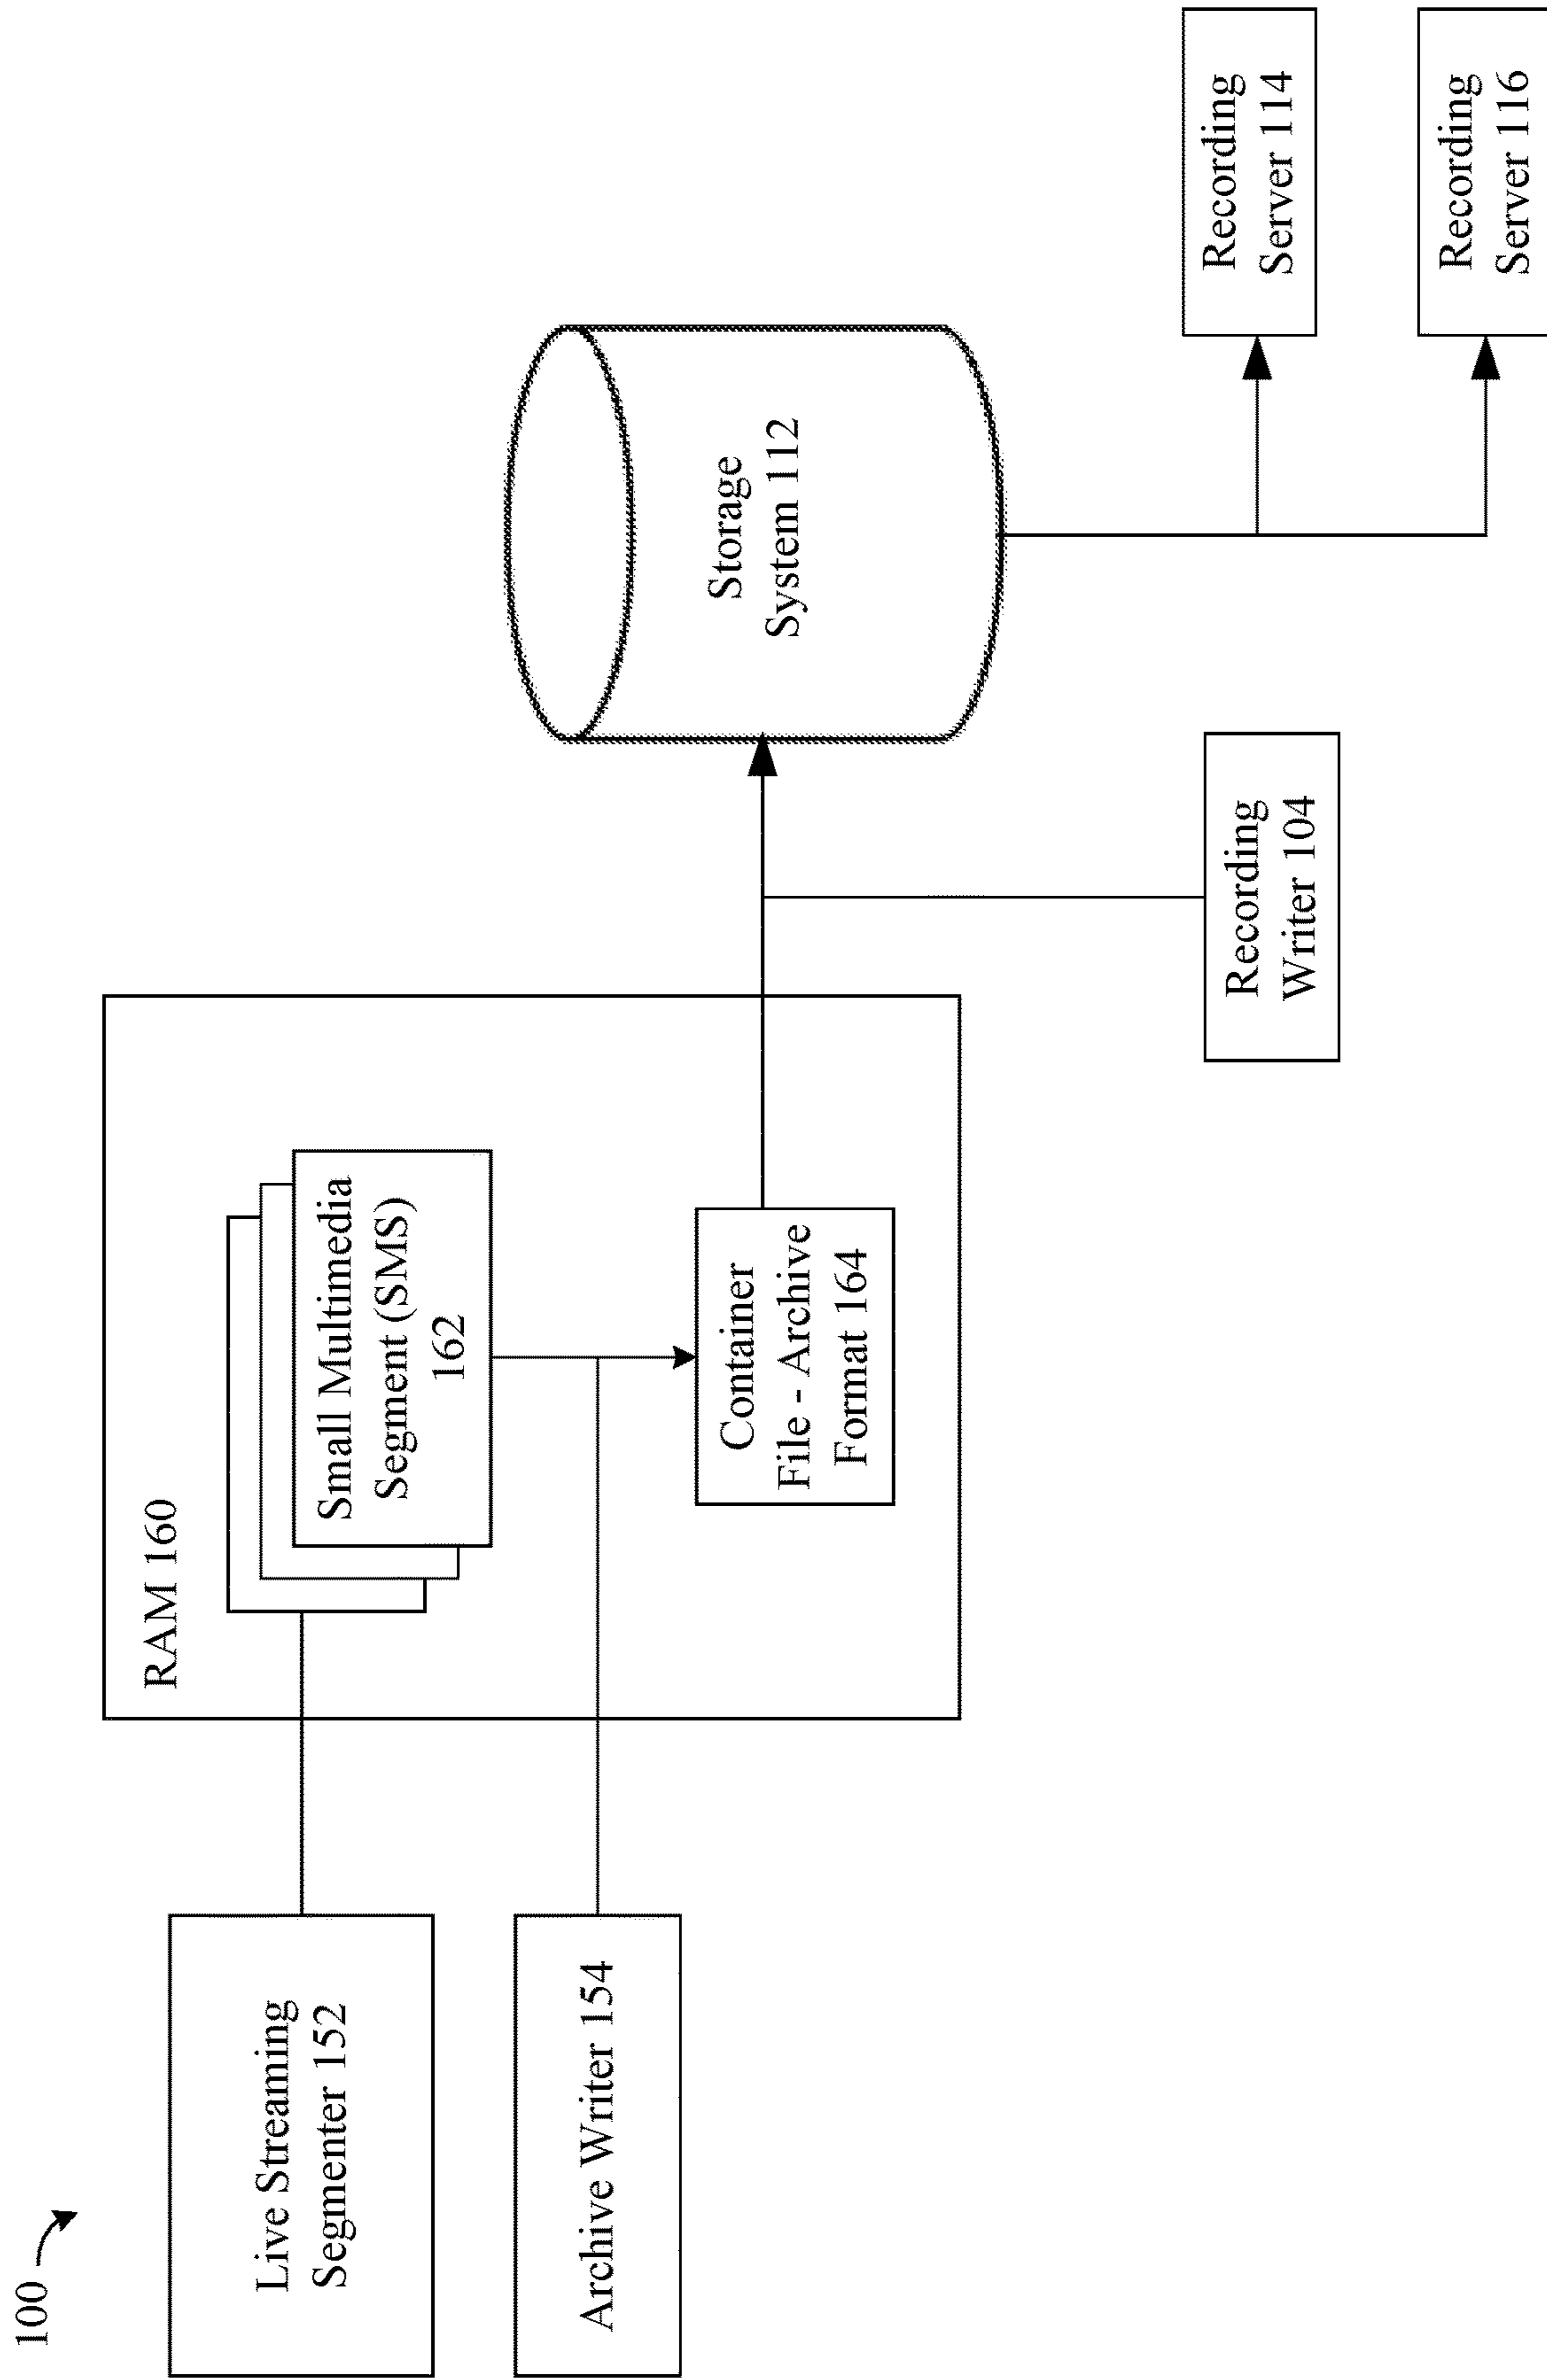 100
Live Streaming
Segmenter 152
Archive Writer 154
RAM 160
Small Multimedia
Segment (SMS)
162
Container
File - Archive
Format 164
Recording
Writer 104
Storage
System 112
Recording
Server 114
Recording
Server 116